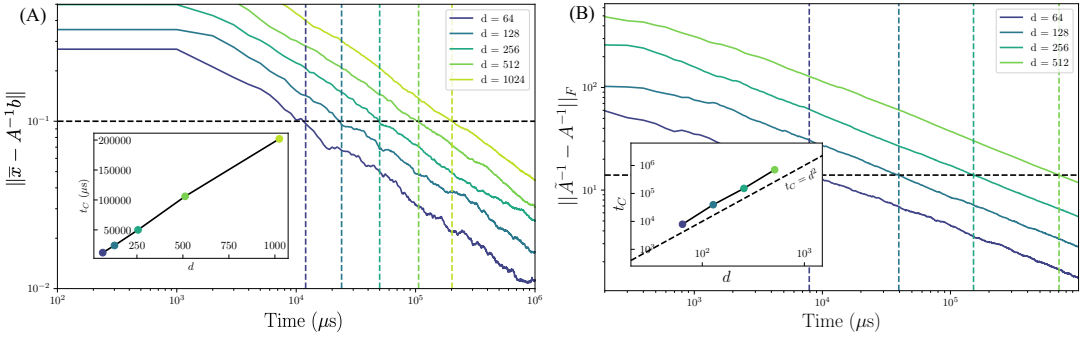 (A)
‖x̅ − A⁻¹b‖
10⁻¹
10⁻²
d = 64
d = 128
d = 256
d = 512
d = 1024
t_C (μs)
200000
150000
100000
50000
250
500
750
1000
d
10²
10³
10⁴
10⁵
10⁶
Time (μs)
(B)
‖Ã⁻¹ − A⁻¹‖_F
10²
10¹
d = 64
d = 128
d = 256
d = 512
t_C
10⁶
10⁵
10⁴
10³
t_C = d²
10²
10³
d
10³
10⁴
10⁵
Time (μs)